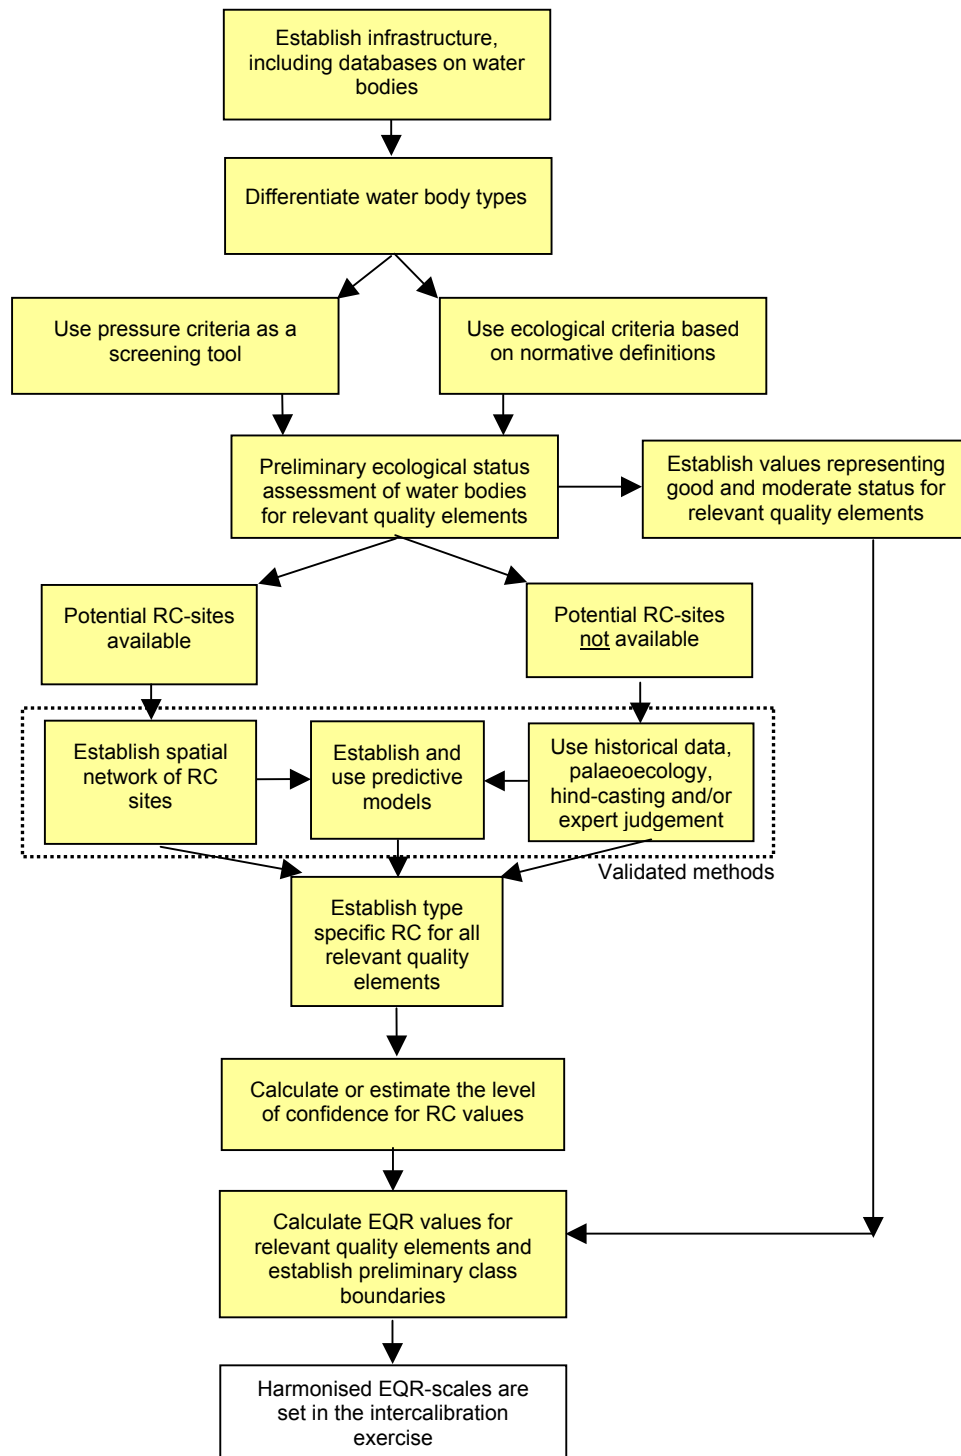 Establish infrastructure,
including databases on water
bodies
Differentiate water body types
Use pressure criteria as a
screening tool
Use ecological criteria based
on normative definitions
Preliminary ecological status
assessment of water bodies
for relevant quality elements
Establish values representing
good and moderate status for
relevant quality elements
Potential RC-sites
available
Potential RC-sites
not available
Establish spatial
network of RC
sites
Establish and
use predictive
models
Use historical data,
palaeoecology,
hind-casting and/or
expert judgement
Validated methods
Establish type
specific RC for all
relevant quality
elements
Calculate or estimate the level
of confidence for RC values
Calculate EQR values for
relevant quality elements and
establish preliminary class
boundaries
Harmonised EQR-scales are
set in the intercalibration
exercise